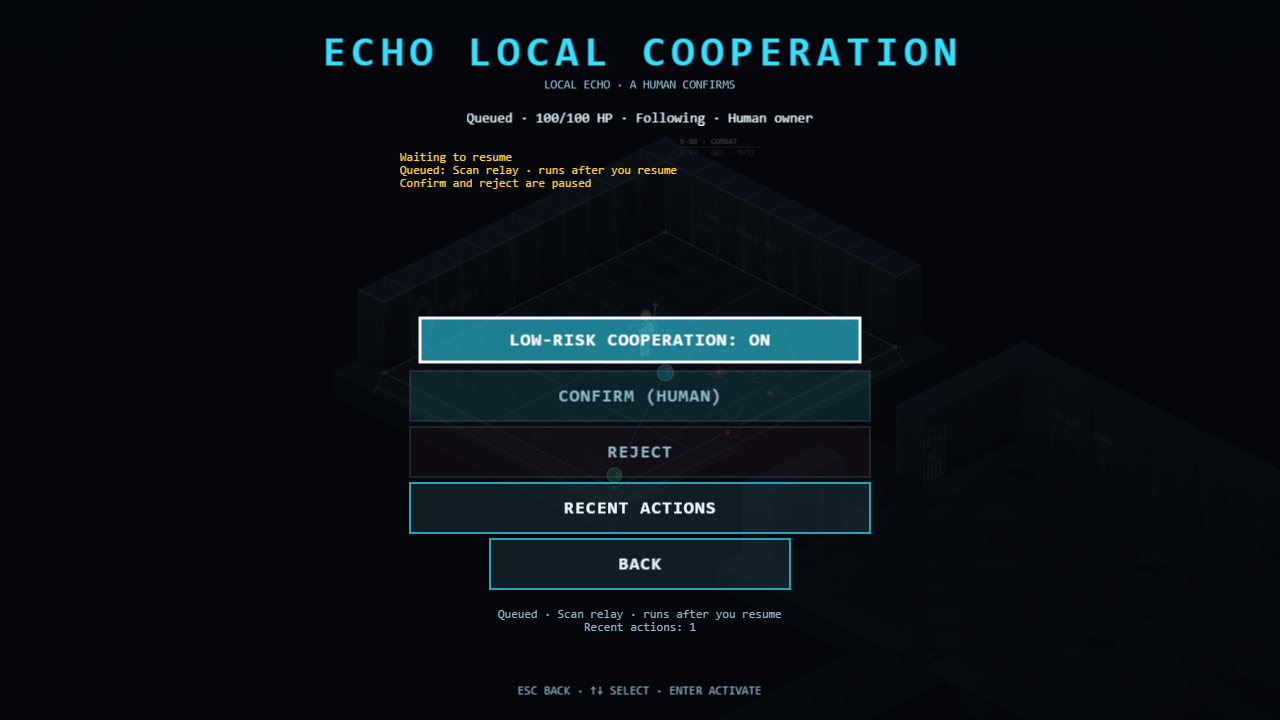 ECHO LOCAL COOPERATION
LOCAL ECHO · A HUMAN CONFIRMS
Queued · 100/100 HP · Following · Human owner
Waiting to resume
Queued: Scan relay · runs after you resume
Confirm and reject are paused
LOW-RISK COOPERATION: ON
CONFIRM (HUMAN)
REJECT
RECENT ACTIONS
BACK
Queued · Scan relay · runs after you resume
Recent actions: 1
ESC BACK · ↑↓ SELECT · ENTER ACTIVATE